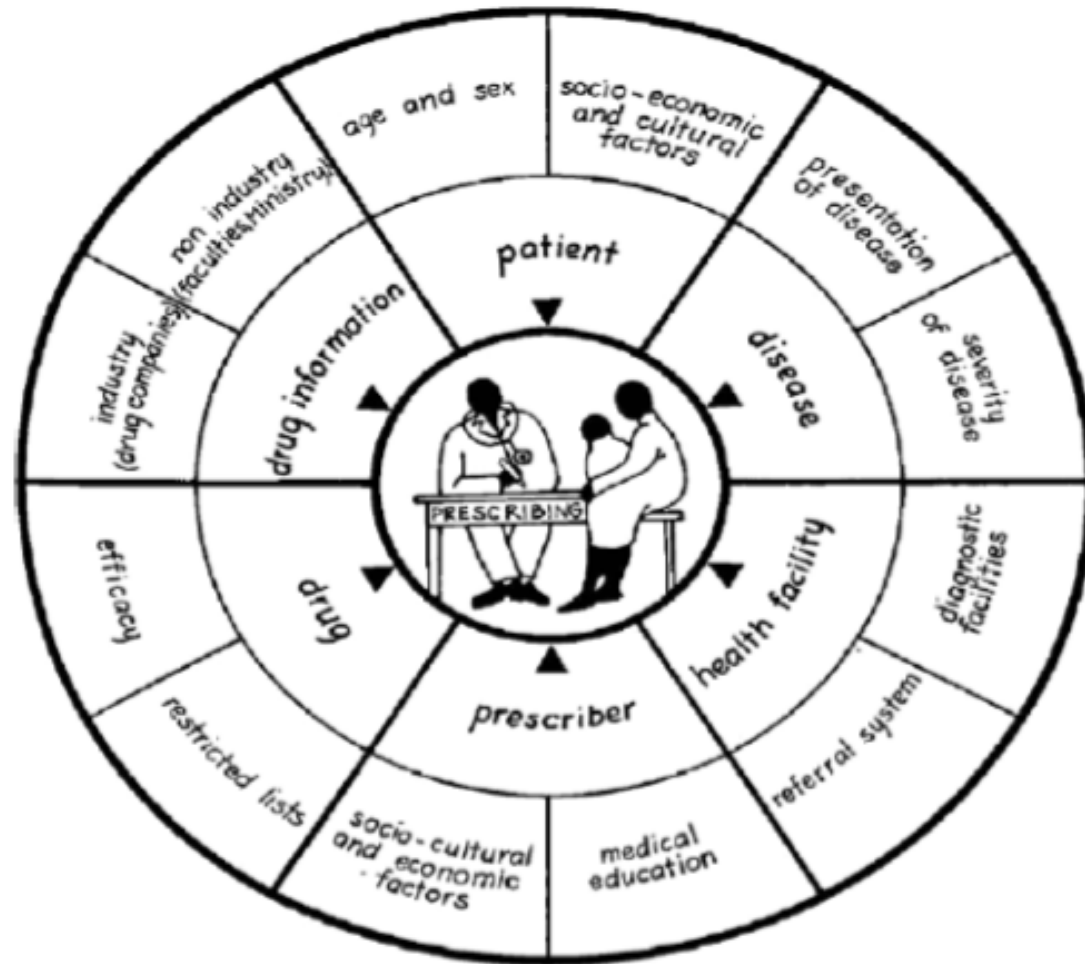 age and sex
socio-economic
and cultural
factors
presentation
of disease
severity
of disease
diagnostic
facilities
referral system
medical
education
socio-cultural
and economic
factors
restricted lists
efficacy
industry
(drug companies)
non industry
(faculties, Ministry)
patient
disease
health facility
prescriber
drug
drug information
PRESCRIBING